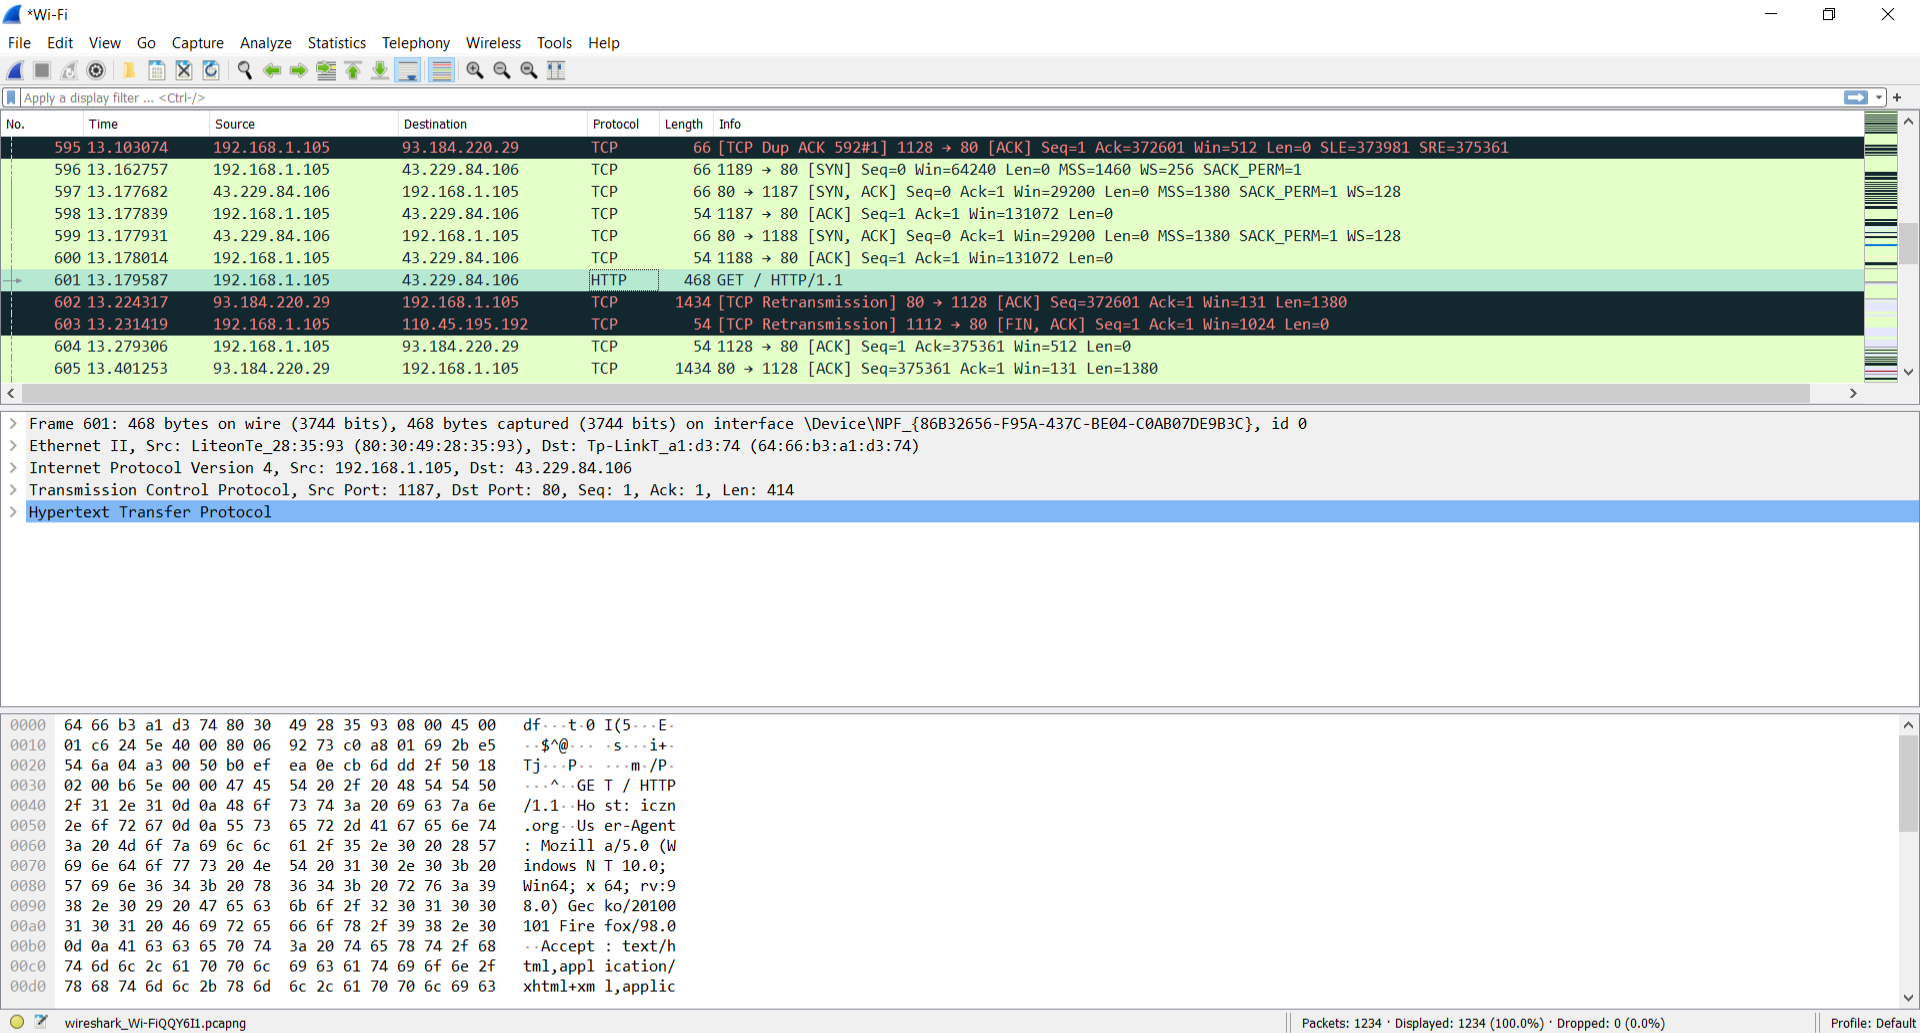 *Wi-Fi
File Edit View Go Capture Analyze Statistics Telephony Wireless Tools Help
Apply a display filter ... <Ctrl-/>
No. Time Source Destination Protocol Length Info
595 13.103074 192.168.1.105 93.184.220.29 TCP 66 [TCP Dup ACK 592#1] 1128 → 80 [ACK] Seq=1 Ack=372601 Win=512 Len=0 SLE=373981 SRE=375361
596 13.162757 192.168.1.105 43.229.84.106 TCP 66 1189 → 80 [SYN] Seq=0 Win=64240 Len=0 MSS=1460 WS=256 SACK_PERM=1
597 13.177682 43.229.84.106 192.168.1.105 TCP 66 80 → 1187 [SYN, ACK] Seq=0 Ack=1 Win=29200 Len=0 MSS=1380 SACK_PERM=1 WS=128
598 13.177839 192.168.1.105 43.229.84.106 TCP 54 1187 → 80 [ACK] Seq=1 Ack=1 Win=131072 Len=0
599 13.177931 43.229.84.106 192.168.1.105 TCP 66 80 → 1188 [SYN, ACK] Seq=0 Ack=1 Win=29200 Len=0 MSS=1380 SACK_PERM=1 WS=128
600 13.178014 192.168.1.105 43.229.84.106 TCP 54 1188 → 80 [ACK] Seq=1 Ack=1 Win=131072 Len=0
601 13.179587 192.168.1.105 43.229.84.106 HTTP 468 GET / HTTP/1.1
602 13.224317 93.184.220.29 192.168.1.105 TCP 1434 [TCP Retransmission] 80 → 1128 [ACK] Seq=372601 Ack=1 Win=131 Len=1380
603 13.231419 192.168.1.105 110.45.195.192 TCP 54 [TCP Retransmission] 1112 → 80 [FIN, ACK] Seq=1 Ack=1 Win=1024 Len=0
604 13.279306 192.168.1.105 93.184.220.29 TCP 54 1128 → 80 [ACK] Seq=1 Ack=375361 Win=512 Len=0
605 13.401253 93.184.220.29 192.168.1.105 TCP 1434 80 → 1128 [ACK] Seq=375361 Ack=1 Win=131 Len=1380
Frame 601: 468 bytes on wire (3744 bits), 468 bytes captured (3744 bits) on interface \Device\NPF_{86B32656-F95A-437C-BE04-C0AB07DE9B3C}, id 0
Ethernet II, Src: LiteonTe_28:35:93 (80:30:49:28:35:93), Dst: Tp-LinkT_a1:d3:74 (64:66:b3:a1:d3:74)
Internet Protocol Version 4, Src: 192.168.1.105, Dst: 43.229.84.106
Transmission Control Protocol, Src Port: 1187, Dst Port: 80, Seq: 1, Ack: 1, Len: 414
Hypertext Transfer Protocol
0000 64 66 b3 a1 d3 74 80 30 49 28 35 93 08 00 45 00 df···t·0 I(5···E·
0010 01 c6 24 5e 40 00 80 06 92 73 c0 a8 01 69 2b e5 ··$^@··· ·s···i+·
0020 54 6a 04 a3 00 50 b0 ef ea 0e cb 6d dd 2f 50 18 Tj···P·· ···m·/P·
0030 02 00 b6 5e 00 00 47 45 54 20 2f 20 48 54 54 50 ···^··GE T / HTTP
0040 2f 31 2e 31 0d 0a 48 6f 73 74 3a 20 69 63 7a 6e /1.1··Ho st: iczn
0050 2e 6f 72 67 0d 0a 55 73 65 72 2d 41 67 65 6e 74 .org··Us er-Agent
0060 3a 20 4d 6f 7a 69 6c 6c 61 2f 35 2e 30 20 28 57 : Mozill a/5.0 (W
0070 69 6e 64 6f 77 73 20 4e 54 20 31 30 2e 30 3b 20 indows N T 10.0;
0080 57 69 6e 36 34 3b 20 78 36 34 3b 20 72 76 3a 39 Win64; x 64; rv:9
0090 38 2e 30 29 20 47 65 63 6b 6f 2f 32 30 31 30 30 8.0) Gec ko/20100
00a0 31 30 31 20 46 69 72 65 66 6f 78 2f 39 38 2e 30 101 Fire fox/98.0
00b0 0d 0a 41 63 63 65 70 74 3a 20 74 65 78 74 2f 68 ··Accept : text/h
00c0 74 6d 6c 2c 61 70 70 6c 69 63 61 74 69 6f 6e 2f tml,appl ication/
00d0 78 68 74 6d 6c 2b 78 6d 6c 2c 61 70 70 6c 69 63 xhtml+xm l,applic
wireshark_Wi-FiQQY6I1.pcapng Packets: 1234 · Displayed: 1234 (100.0%) · Dropped: 0 (0.0%) Profile: Default